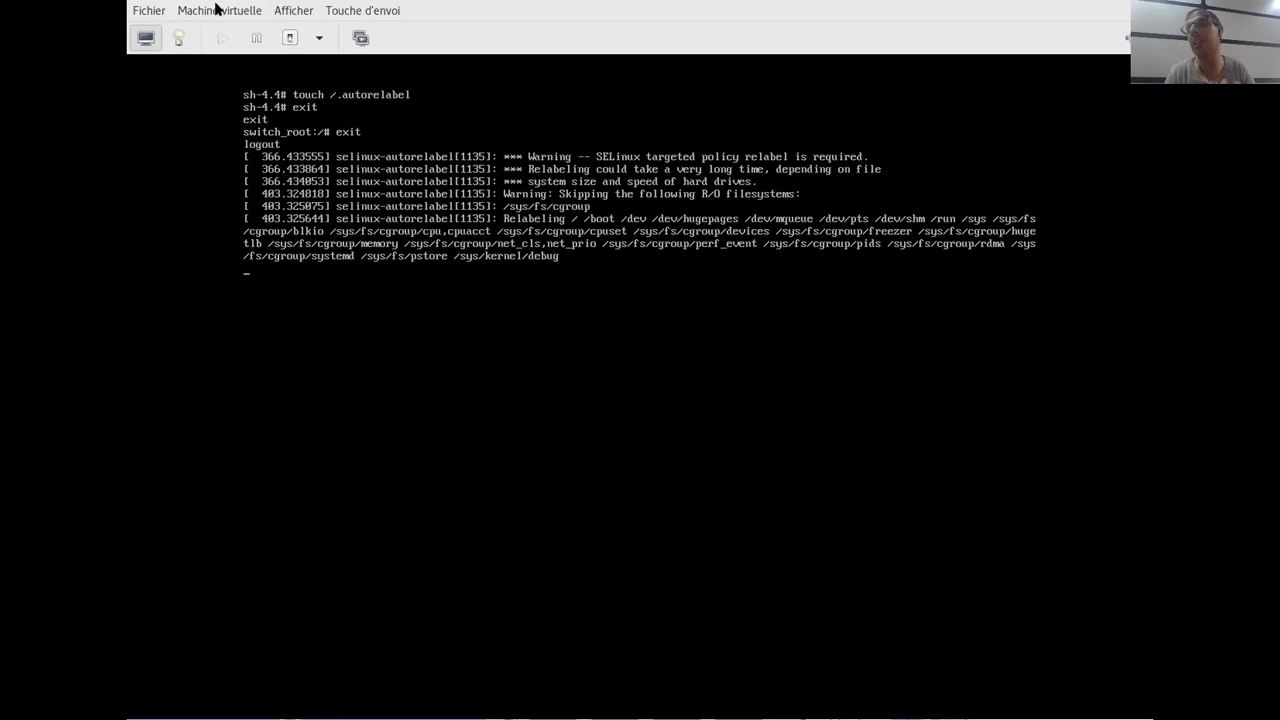 Fichier Machine virtuelle Afficher Touche d'envoi
sh-4.4# touch /.autorelabel
sh-4.4# exit
exit
switch_root:/# exit
logout
[  366.433555] selinux-autorelabel[1135]: *** Warning -- SELinux targeted policy relabel is required.
[  366.433864] selinux-autorelabel[1135]: *** Relabeling could take a very long time, depending on file
[  366.434053] selinux-autorelabel[1135]: *** system size and speed of hard drives.
[  403.324818] selinux-autorelabel[1135]: Warning: Skipping the following R/O filesystems:
[  403.325075] selinux-autorelabel[1135]: /sys/fs/cgroup
[  403.325644] selinux-autorelabel[1135]: Relabeling / /boot /dev /dev/hugepages /dev/mqueue /dev/pts /dev/shm /run /sys /sys/fs
/cgroup/blkio /sys/fs/cgroup/cpu,cpuacct /sys/fs/cgroup/cpuset /sys/fs/cgroup/devices /sys/fs/cgroup/freezer /sys/fs/cgroup/huge
tlb /sys/fs/cgroup/memory /sys/fs/cgroup/net_cls,net_prio /sys/fs/cgroup/perf_event /sys/fs/cgroup/pids /sys/fs/cgroup/rdma /sys
/fs/cgroup/systemd /sys/fs/pstore /sys/kernel/debug
_